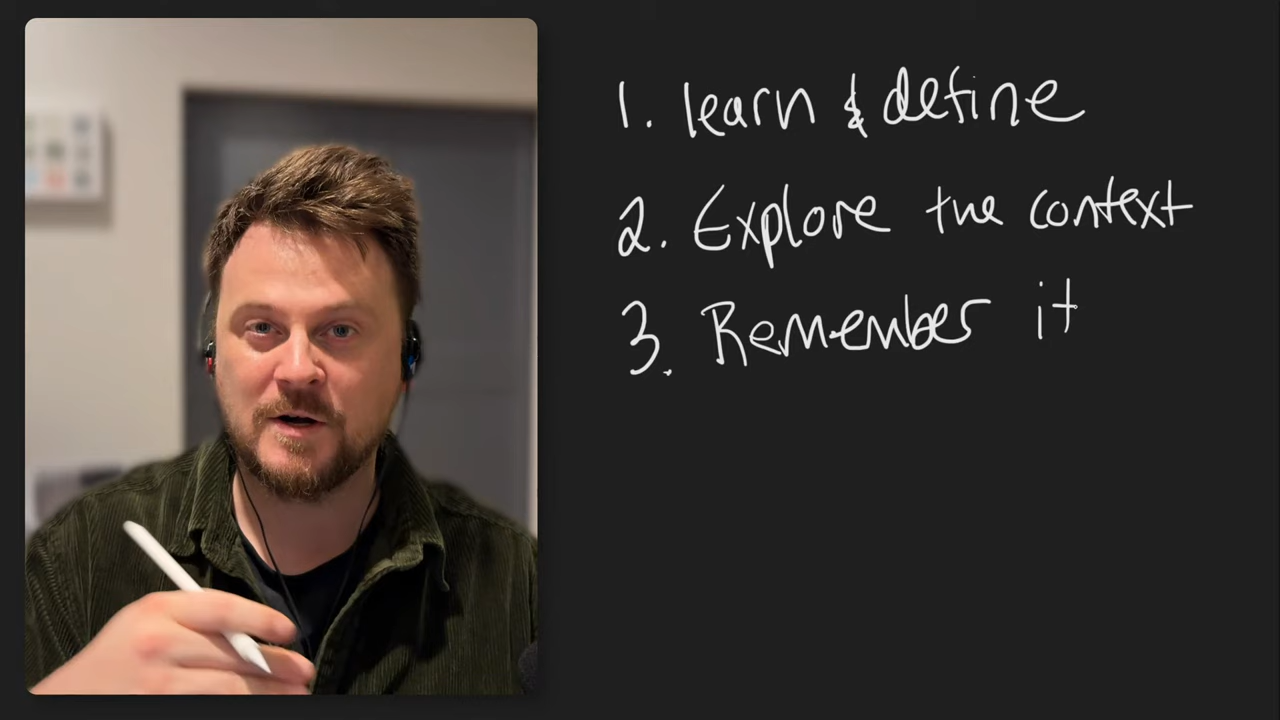 1. learn & define
2. Explore the context
3. Remember it